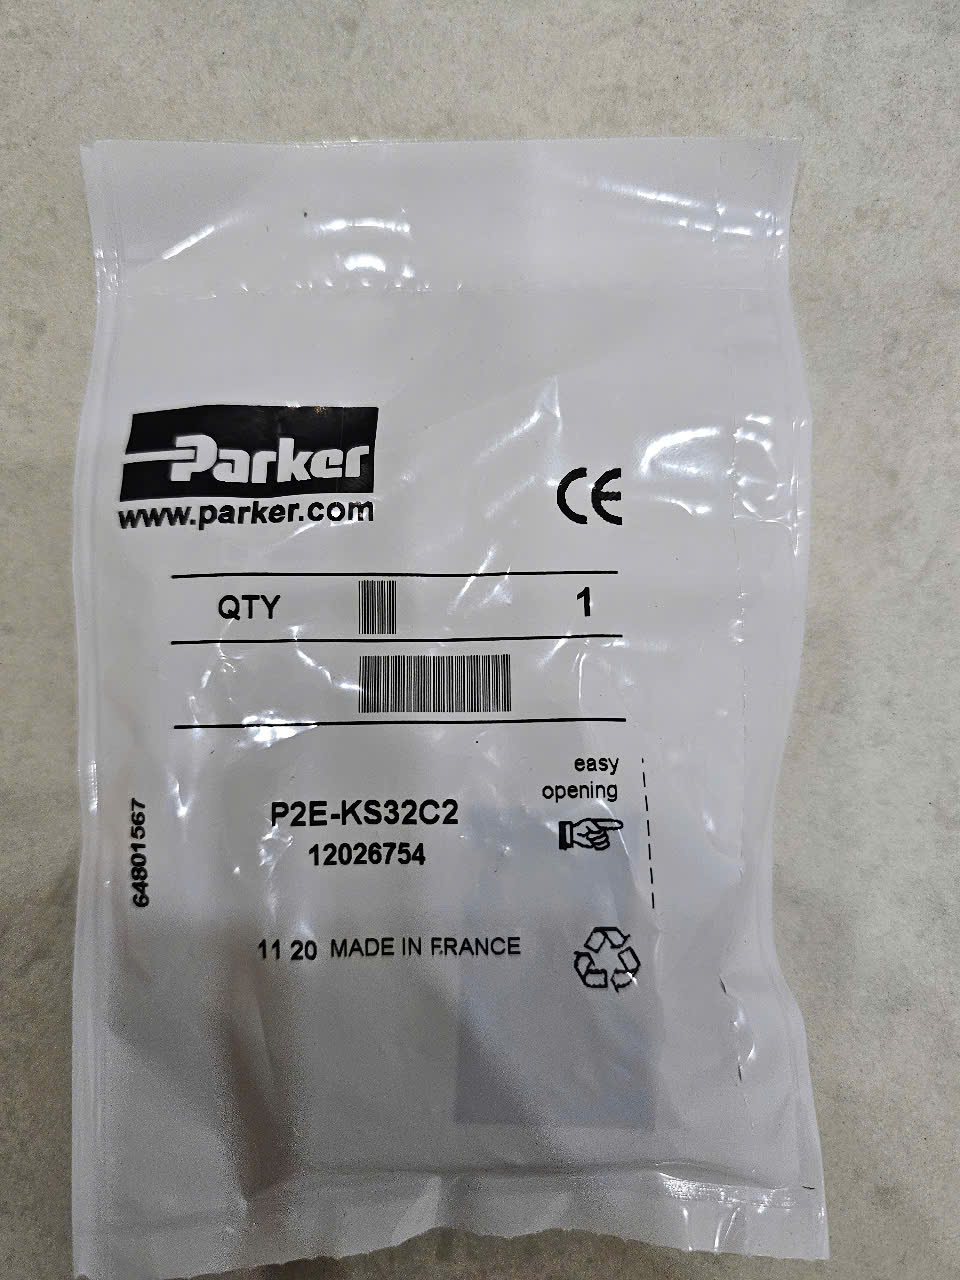 Parker
www.parker.com
CE
QTY 1
easy
opening
P2E-KS32C2
12026754
64801567
11 20 MADE IN FRANCE